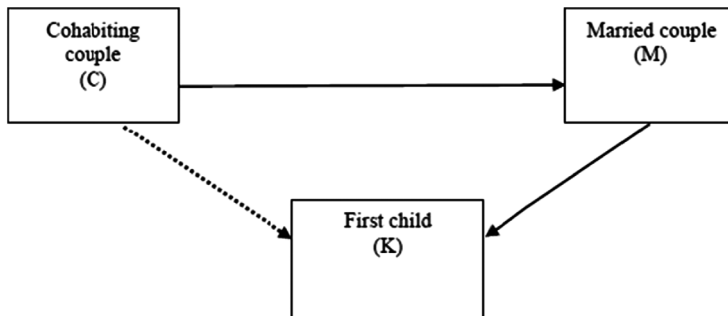 Cohabiting
couple
(C)
Married couple
(M)
First child
(K)